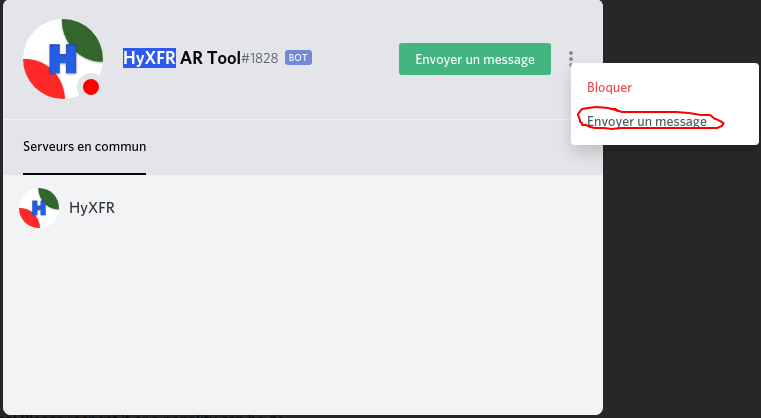 HyXFR AR Tool#1828 BOT
Envoyer un message
Bloquer
Envoyer un message
Serveurs en commun
H HyXFR